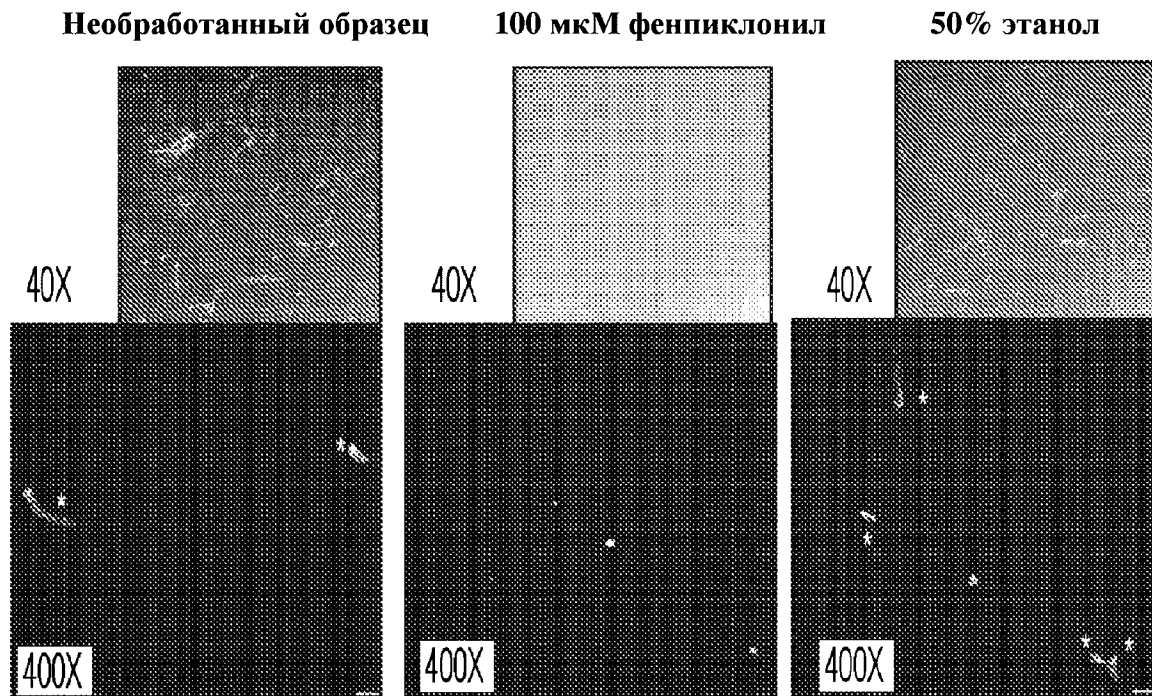 Необработанный образец 100 мкМ фенпиклонил 50% этанол
40X 40X 40X
400X 400X 400X